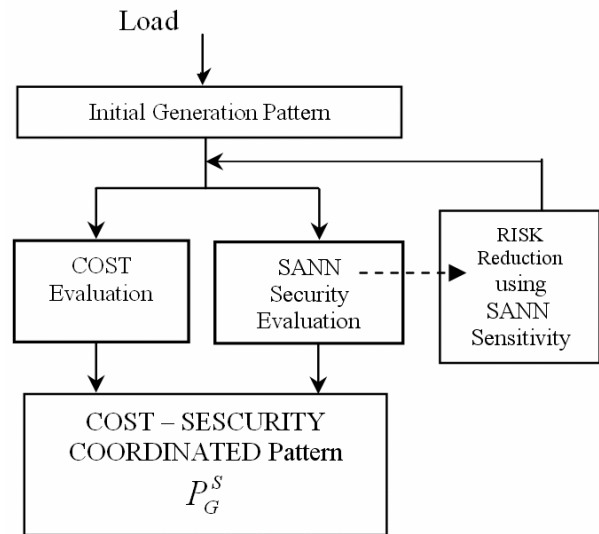 Load
Initial Generation Pattern
COST
Evaluation
SANN
Security
Evaluation
RISK
Reduction
using
SANN
Sensitivity
COST – SESCURITY
COORDINATED Pattern
P_G^S